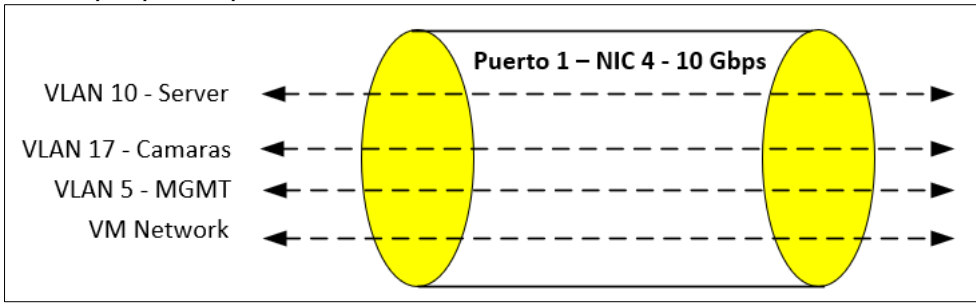 Puerto 1 – NIC 4 - 10 Gbps
VLAN 10 - Server
VLAN 17 - Camaras
VLAN 5 - MGMT
VM Network